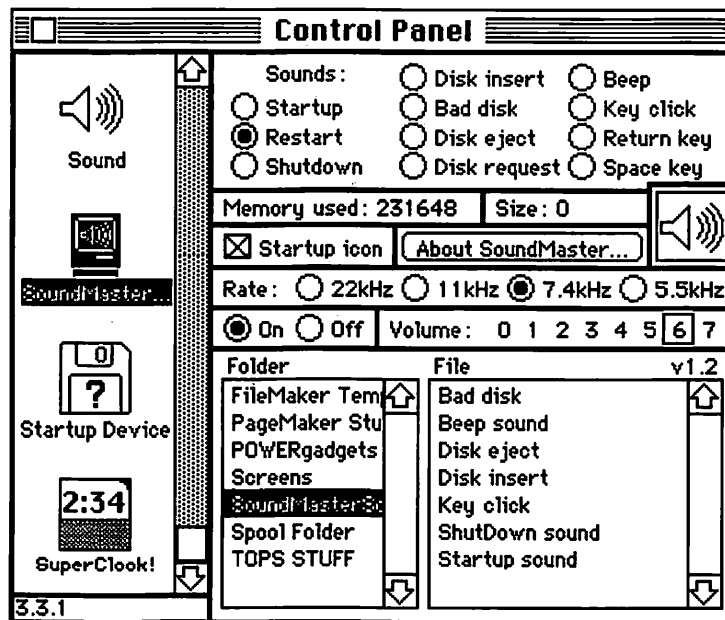 Control Panel
Sound
SoundMaster...
Startup Device
2:34
SuperClock!
3.3.1
Sounds:
Startup
Restart
Shutdown
Disk insert
Bad disk
Disk eject
Disk request
Beep
Key click
Return key
Space key
Memory used: 231648
Size: 0
Startup icon
About SoundMaster...
Rate: 22kHz 11kHz 7.4kHz 5.5kHz
On Off
Volume: 0 1 2 3 4 5 6 7
Folder
FileMaker Tem
PageMaker Stu
POWERgadgets
Screens
SoundMasterSo
Spool Folder
TOPS STUFF
File v1.2
Bad disk
Beep sound
Disk eject
Disk insert
Key click
ShutDown sound
Startup sound